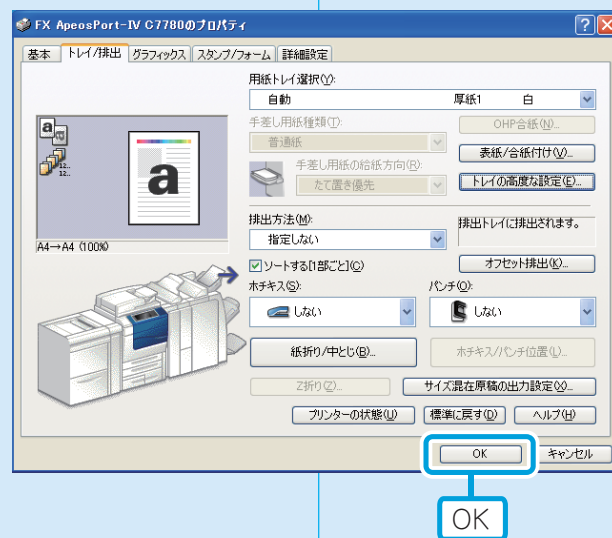 FX ApeosPort-IV C7780のプロパティ
基本 トレイ/排出 グラフィックス スタンプ/フォーム 詳細設定
用紙トレイ選択(Y):
自動 厚紙1 白
手差し用紙種類(T): OHP合紙(N)...
普通紙
表紙/合紙付け(V)...
手差し用紙の給紙方向(R):
たて置き優先 トレイの高度な設定(E)...
排出方法(M):
指定しない
排出トレイに排出されます。
A4→A4 (100%)
ソートする[1部ごと](C) オフセット排出(K)...
ホチキス(S): パンチ(O):
しない しない
紙折り/中とじ(B)... ホチキス/パンチ位置(L)...
Z折り(Z)... サイズ混在原稿の出力設定(X)...
プリンターの状態(U) 標準に戻す(D) ヘルプ(H)
OK キャンセル
OK